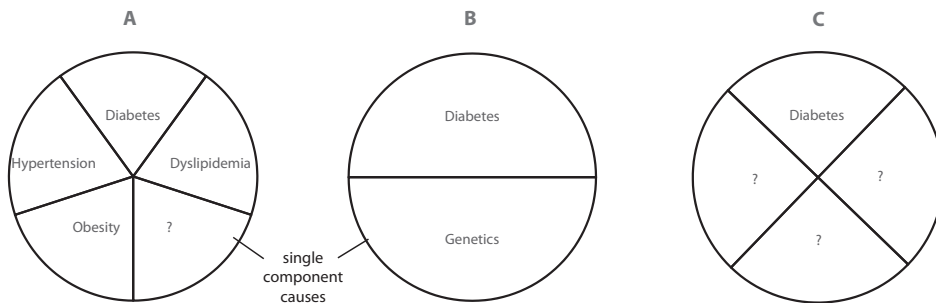 A
B
C
Diabetes
Hypertension
Dyslipidemia
Obesity
?
Diabetes
Genetics
Diabetes
?
?
?
single
component
causes